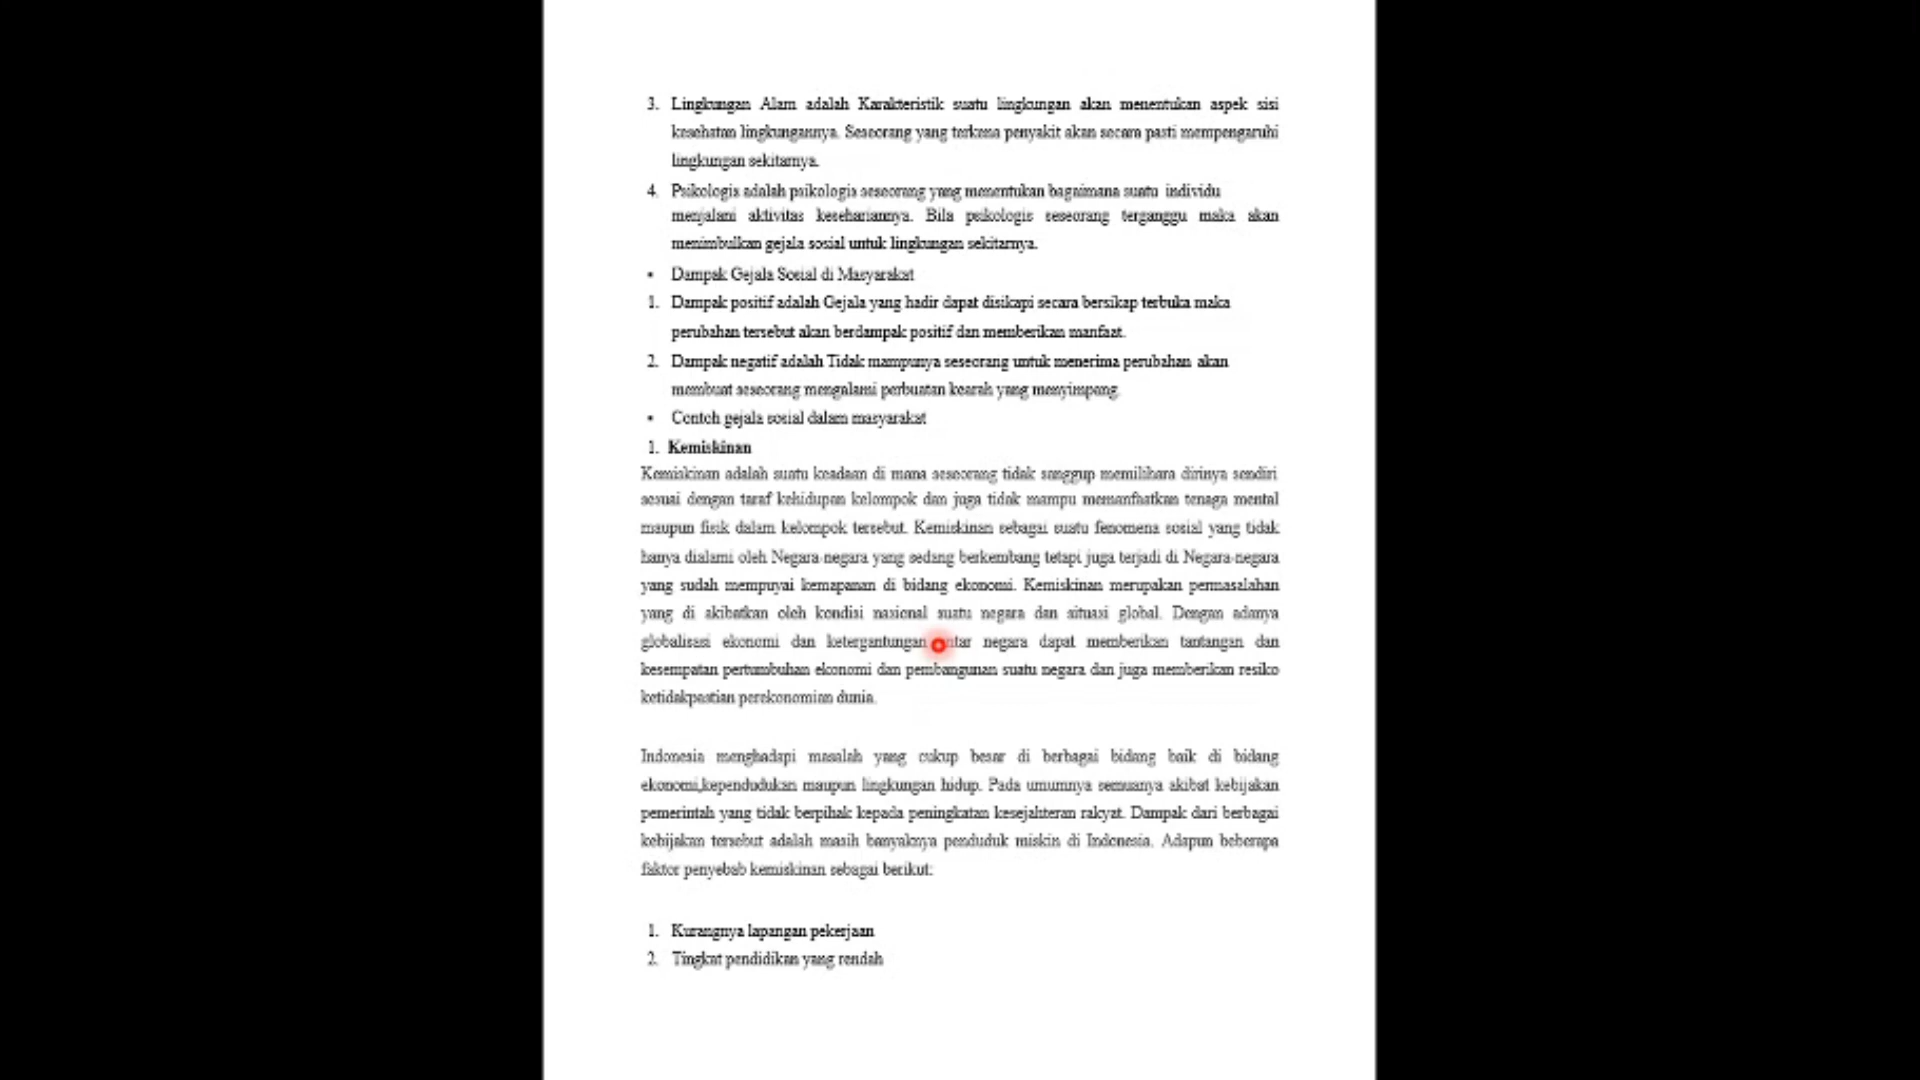 3. Lingkungan Alam adalah Karakteristik suatu lingkungan akan menentukan aspek sisi
kesehatan lingkungannya. Seseorang yang terkena penyakit akan secara pasti mempengaruhi
lingkungan sekitarnya.
4. Psikologis adalah psikologis seseorang yang menentukan bagaimana suatu individu
menjalani aktivitas kesehariannya. Bila psikologis seseorang terganggu maka akan
menimbulkan gejala sosial untuk lingkungan sekitarnya.
• Dampak Gejala Sosial di Masyarakat
1. Dampak positif adalah Gejala yang hadir dapat disikapi secara bersikap terbuka maka
perubahan tersebut akan berdampak positif dan memberikan manfaat.
2. Dampak negatif adalah Tidak mampunya seseorang untuk menerima perubahan akan
membuat seseorang mengalami perbuatan kearah yang menyimpang.
• Contoh gejala sosial dalam masyarakat
1. Kemiskinan
Kemiskinan adalah suatu keadaan di mana seseorang tidak sanggup memilihara dirinya sendiri
sesuai dengan taraf kehidupan kelompok dan juga tidak mampu memanfaatkan tenaga mental
maupun fisik dalam kelompok tersebut. Kemiskinan sebagai suatu fenomena sosial yang tidak
hanya dialami oleh Negara-negara yang sedang berkembang tetapi juga terjadi di Negara-negara
yang sudah mempuyai kemapanan di bidang ekonomi. Kemiskinan merupakan permasalahan
yang di akibatkan oleh kondisi nasional suatu negara dan situasi global. Dengan adanya
globalisasi ekonomi dan ketergantungan antar negara dapat memberikan tantangan dan
kesempatan pertumbuhan ekonomi dan pembangunan suatu negara dan juga memberikan resiko
ketidakpastian perekonomian dunia.
Indonesia menghadapi masalah yang cukup besar di berbagai bidang baik di bidang
ekonomi,kependudukan maupun lingkungan hidup. Pada umumnya semuanya akibat kebijakan
pemerintah yang tidak berpihak kepada peningkatan kesejahteran rakyat. Dampak dari berbagai
kebijakan tersebut adalah masih banyaknya penduduk miskin di Indonesia. Adapun beberapa
faktor penyebab kemiskinan sebagai berikut:
1. Kurangnya lapangan pekerjaan
2. Tingkat pendidikan yang rendah